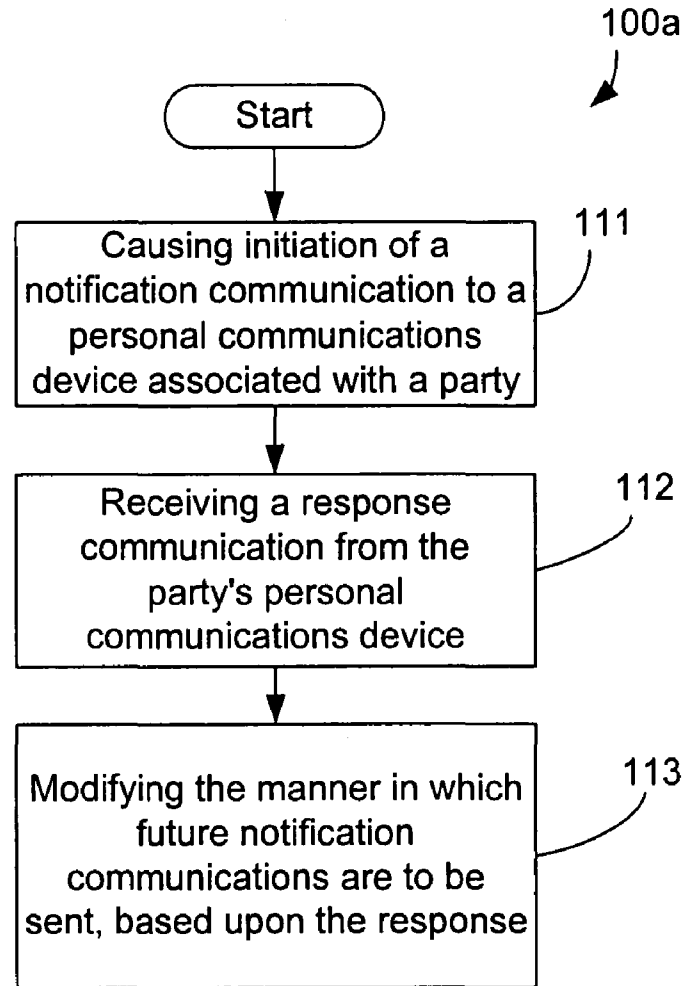 100a
Start
111
Causing initiation of a
notification communication to a
personal communications
device associated with a party
112
Receiving a response
communication from the
party's personal
communications device
113
Modifying the manner in which
future notification
communications are to be
sent, based upon the response